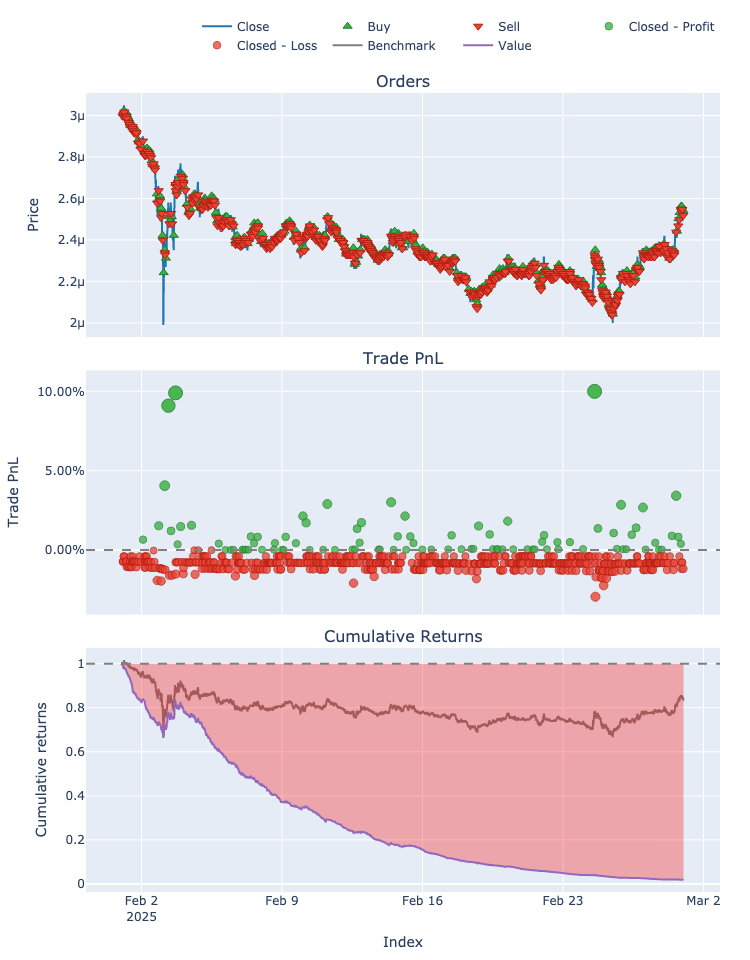 Close Buy Sell Closed - Profit
Closed - Loss Benchmark Value
Orders
3μ
2.8μ
2.6μ
2.4μ
2.2μ
2μ
Price
Trade PnL
10.00%
5.00%
0.00%
Trade PnL
Cumulative Returns
1
0.8
0.6
0.4
0.2
0
Cumulative returns
Feb 2 Feb 9 Feb 16 Feb 23 Mar 2
2025
Index